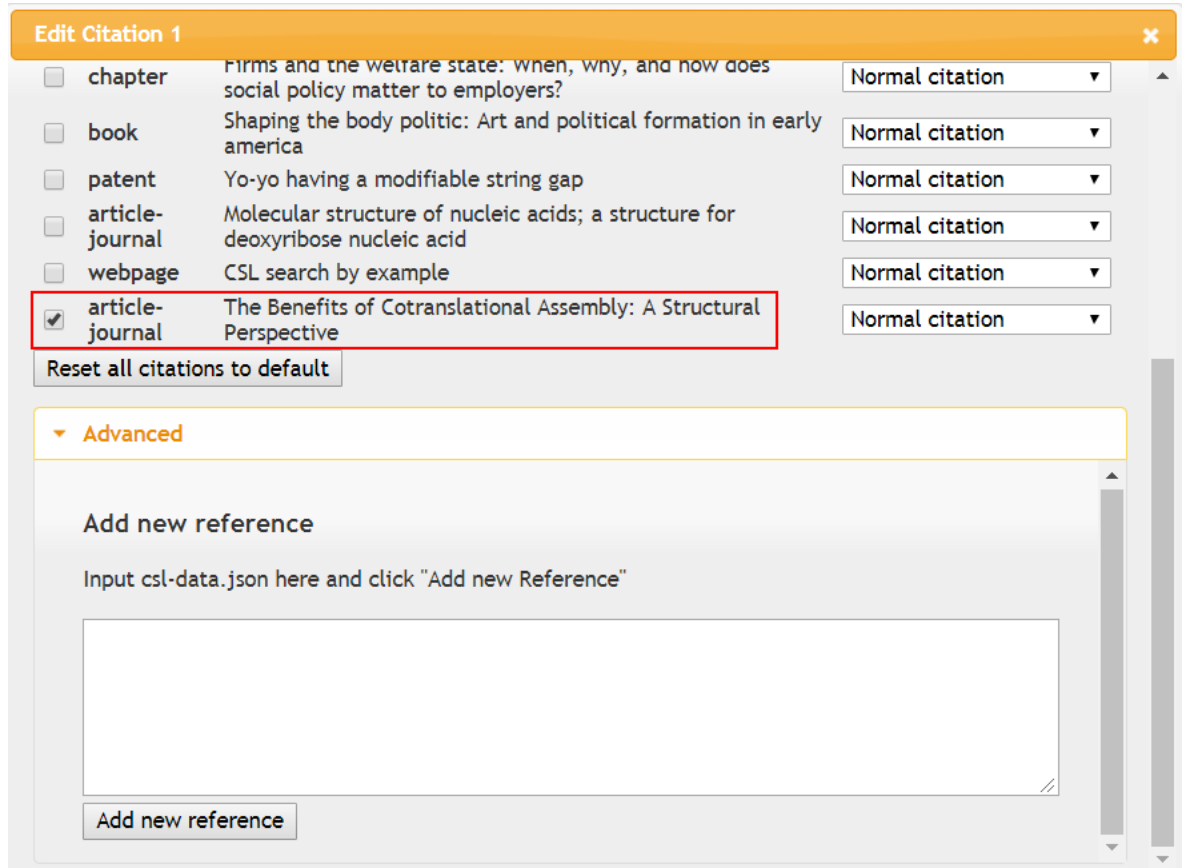 Edit Citation 1
chapter
Firms and the welfare state: When, why, and how does
social policy matter to employers?
Normal citation
book
Shaping the body politic: Art and political formation in early
america
Normal citation
patent
Yo-yo having a modifiable string gap
Normal citation
article-
journal
Molecular structure of nucleic acids; a structure for
deoxyribose nucleic acid
Normal citation
webpage
CSL search by example
Normal citation
article-
journal
The Benefits of Cotranslational Assembly: A Structural
Perspective
Normal citation
Reset all citations to default
Advanced
Add new reference
Input csl-data.json here and click "Add new Reference"
Add new reference